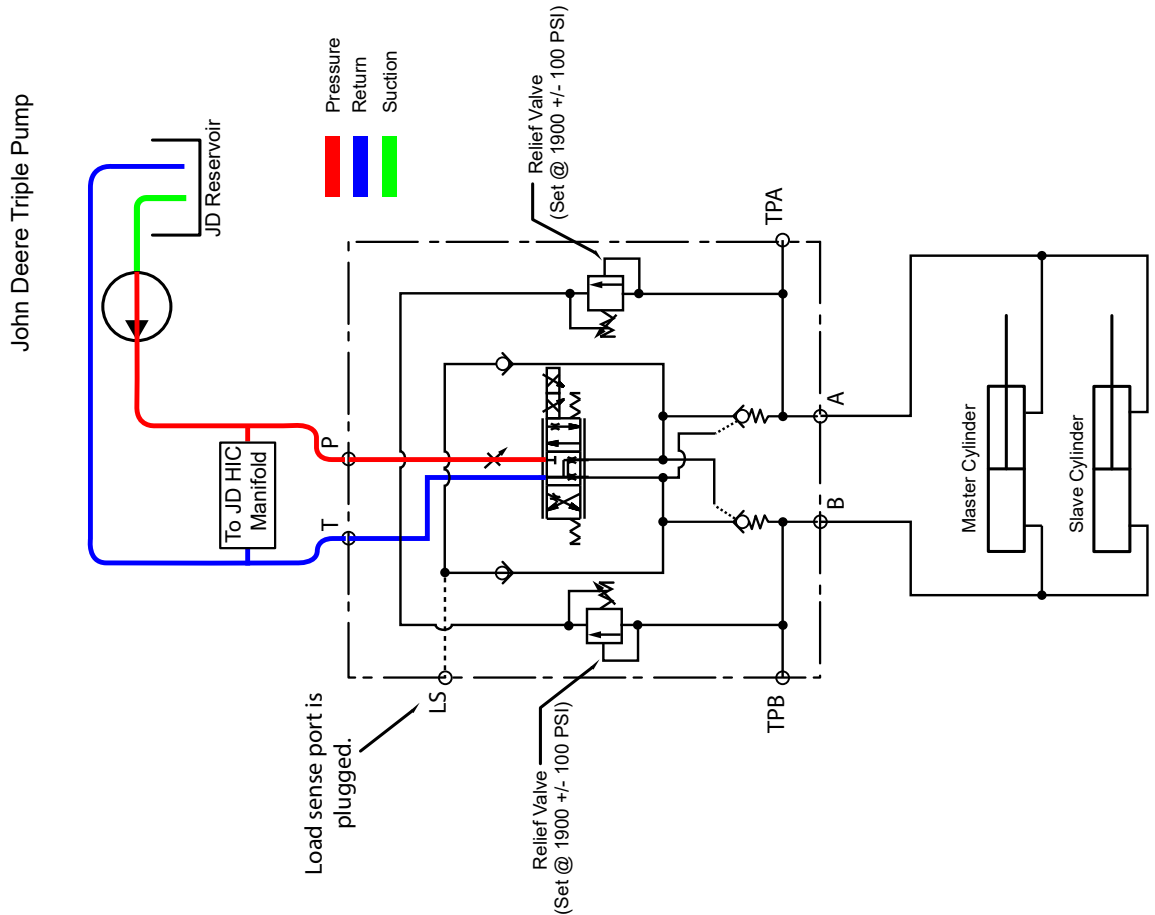 John Deere Triple Pump
JD Reservoir
Pressure
Return
Suction
To JD HIC
Manifold
P
T
Relief Valve
(Set @ 1900 +/- 100 PSI)
TPA
Load sense port is
plugged.
LS
Relief Valve
(Set @ 1900 +/- 100 PSI)
TPB
A
B
Master Cylinder
Slave Cylinder